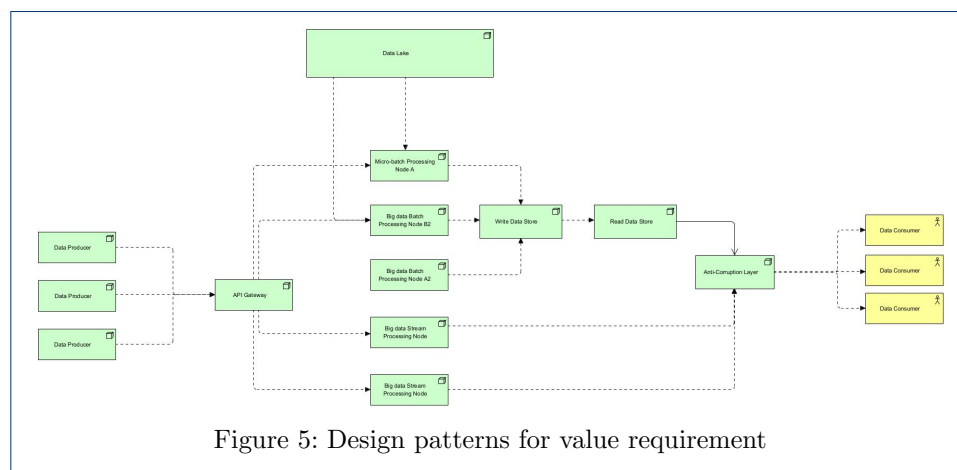 Data Lake
Micro-batch Processing
Node A
Big data Batch
Processing Node B2
Write Data Store
Read Data Store
Data Consumer
Data Producer
Big data Batch
Processing Node A2
Anti-Corruption Layer
Data Consumer
Data Producer
API Gateway
Data Consumer
Data Producer
Big data Stream
Processing Node
Big data Stream
Processing Node
Figure 5: Design patterns for value requirement